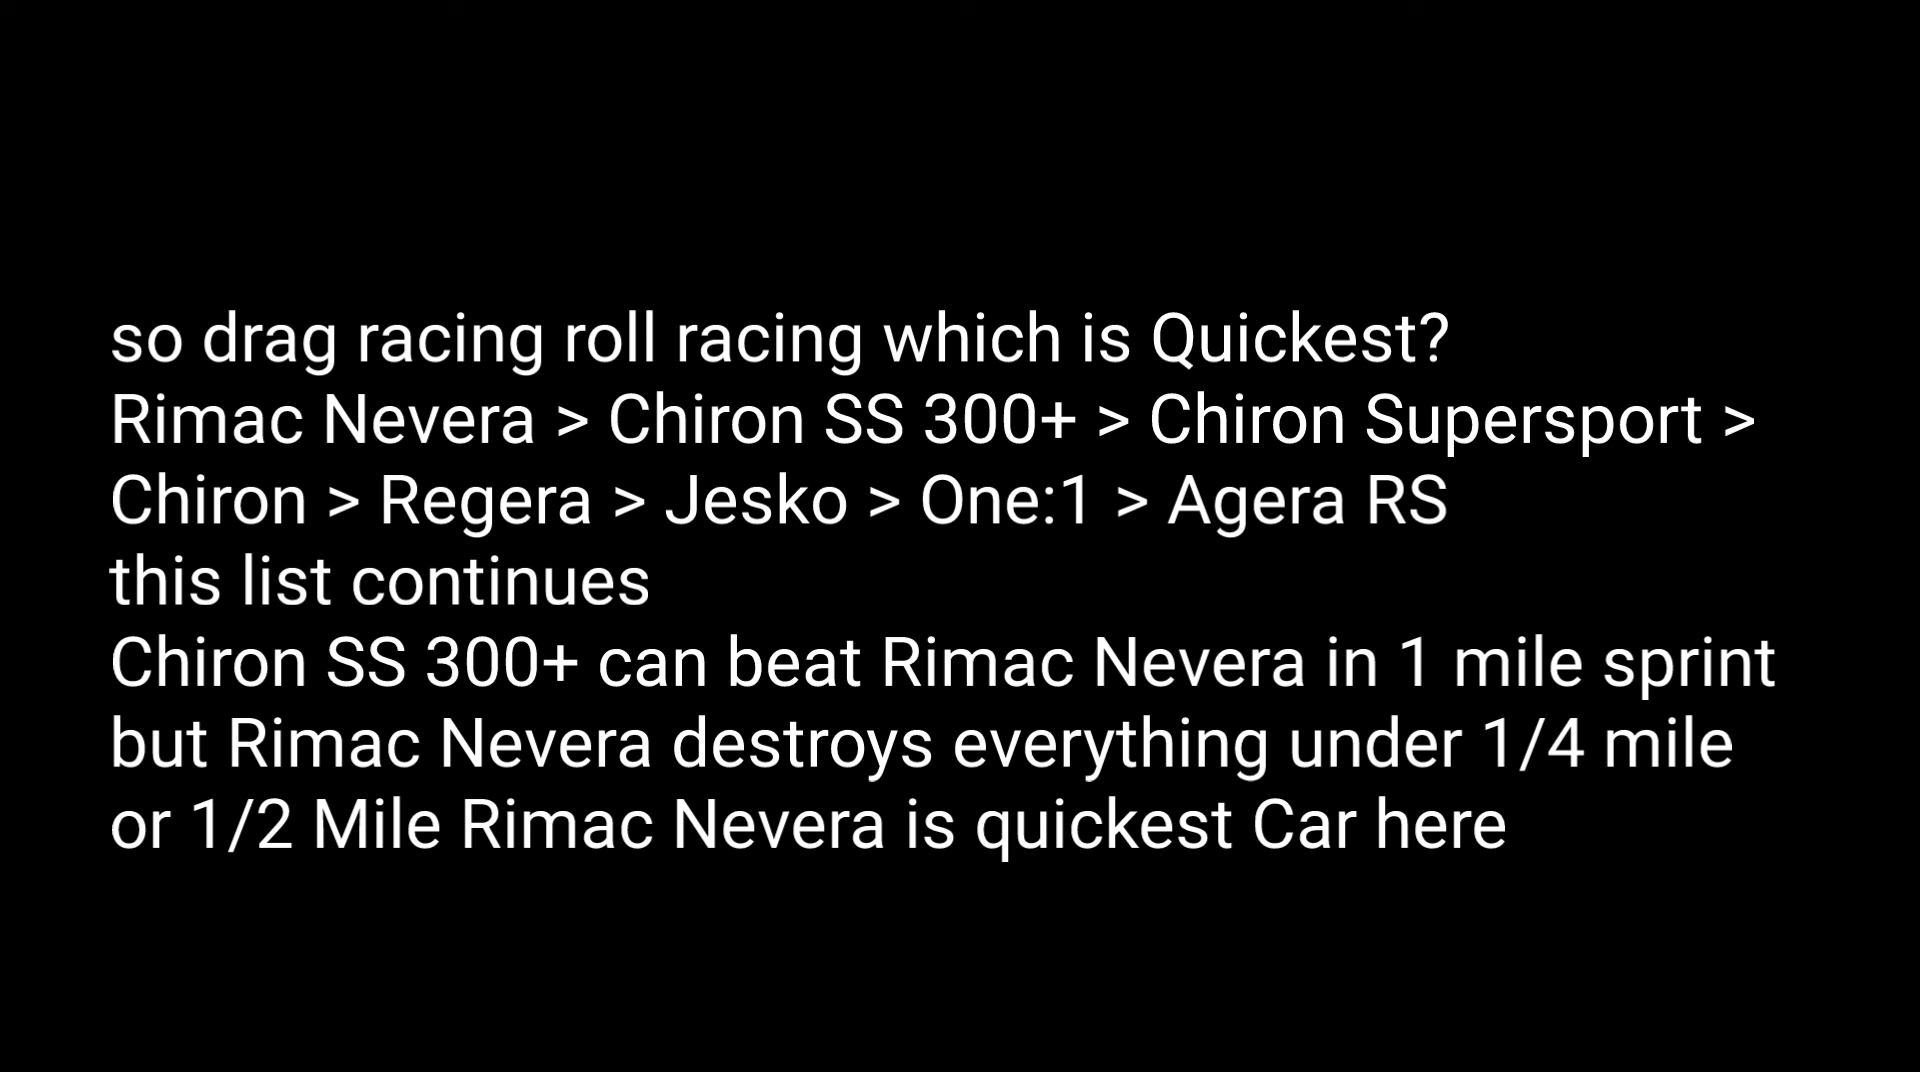 so drag racing roll racing which is Quickest?
Rimac Nevera > Chiron SS 300+ > Chiron Supersport >
Chiron > Regera > Jesko > One:1 > Agera RS
this list continues
Chiron SS 300+ can beat Rimac Nevera in 1 mile sprint
but Rimac Nevera destroys everything under 1/4 mile
or 1/2 Mile Rimac Nevera is quickest Car here